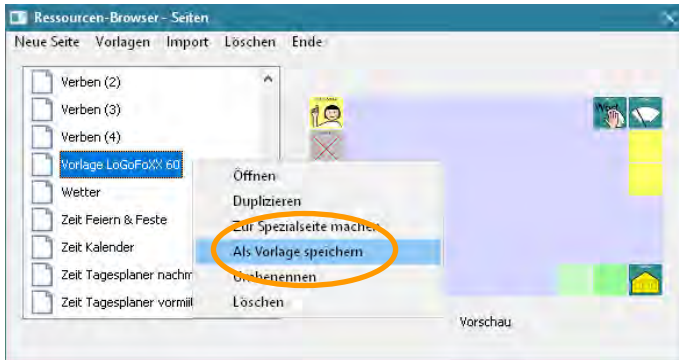 Ressourcen-Browser - Seiten
Neue Seite Vorlagen Import Löschen Ende
Verben (2)
Verben (3)
Verben (4)
Vorlage LoGoFoXX 60
Wetter
Zeit Feiern & Feste
Zeit Kalender
Zeit Tagesplaner nachm
Zeit Tagesplaner vormit
Öffnen
Duplizieren
Zur Spezialseite machen
Als Vorlage speichern
Umbenennen
Löschen
Wort
Vorschau